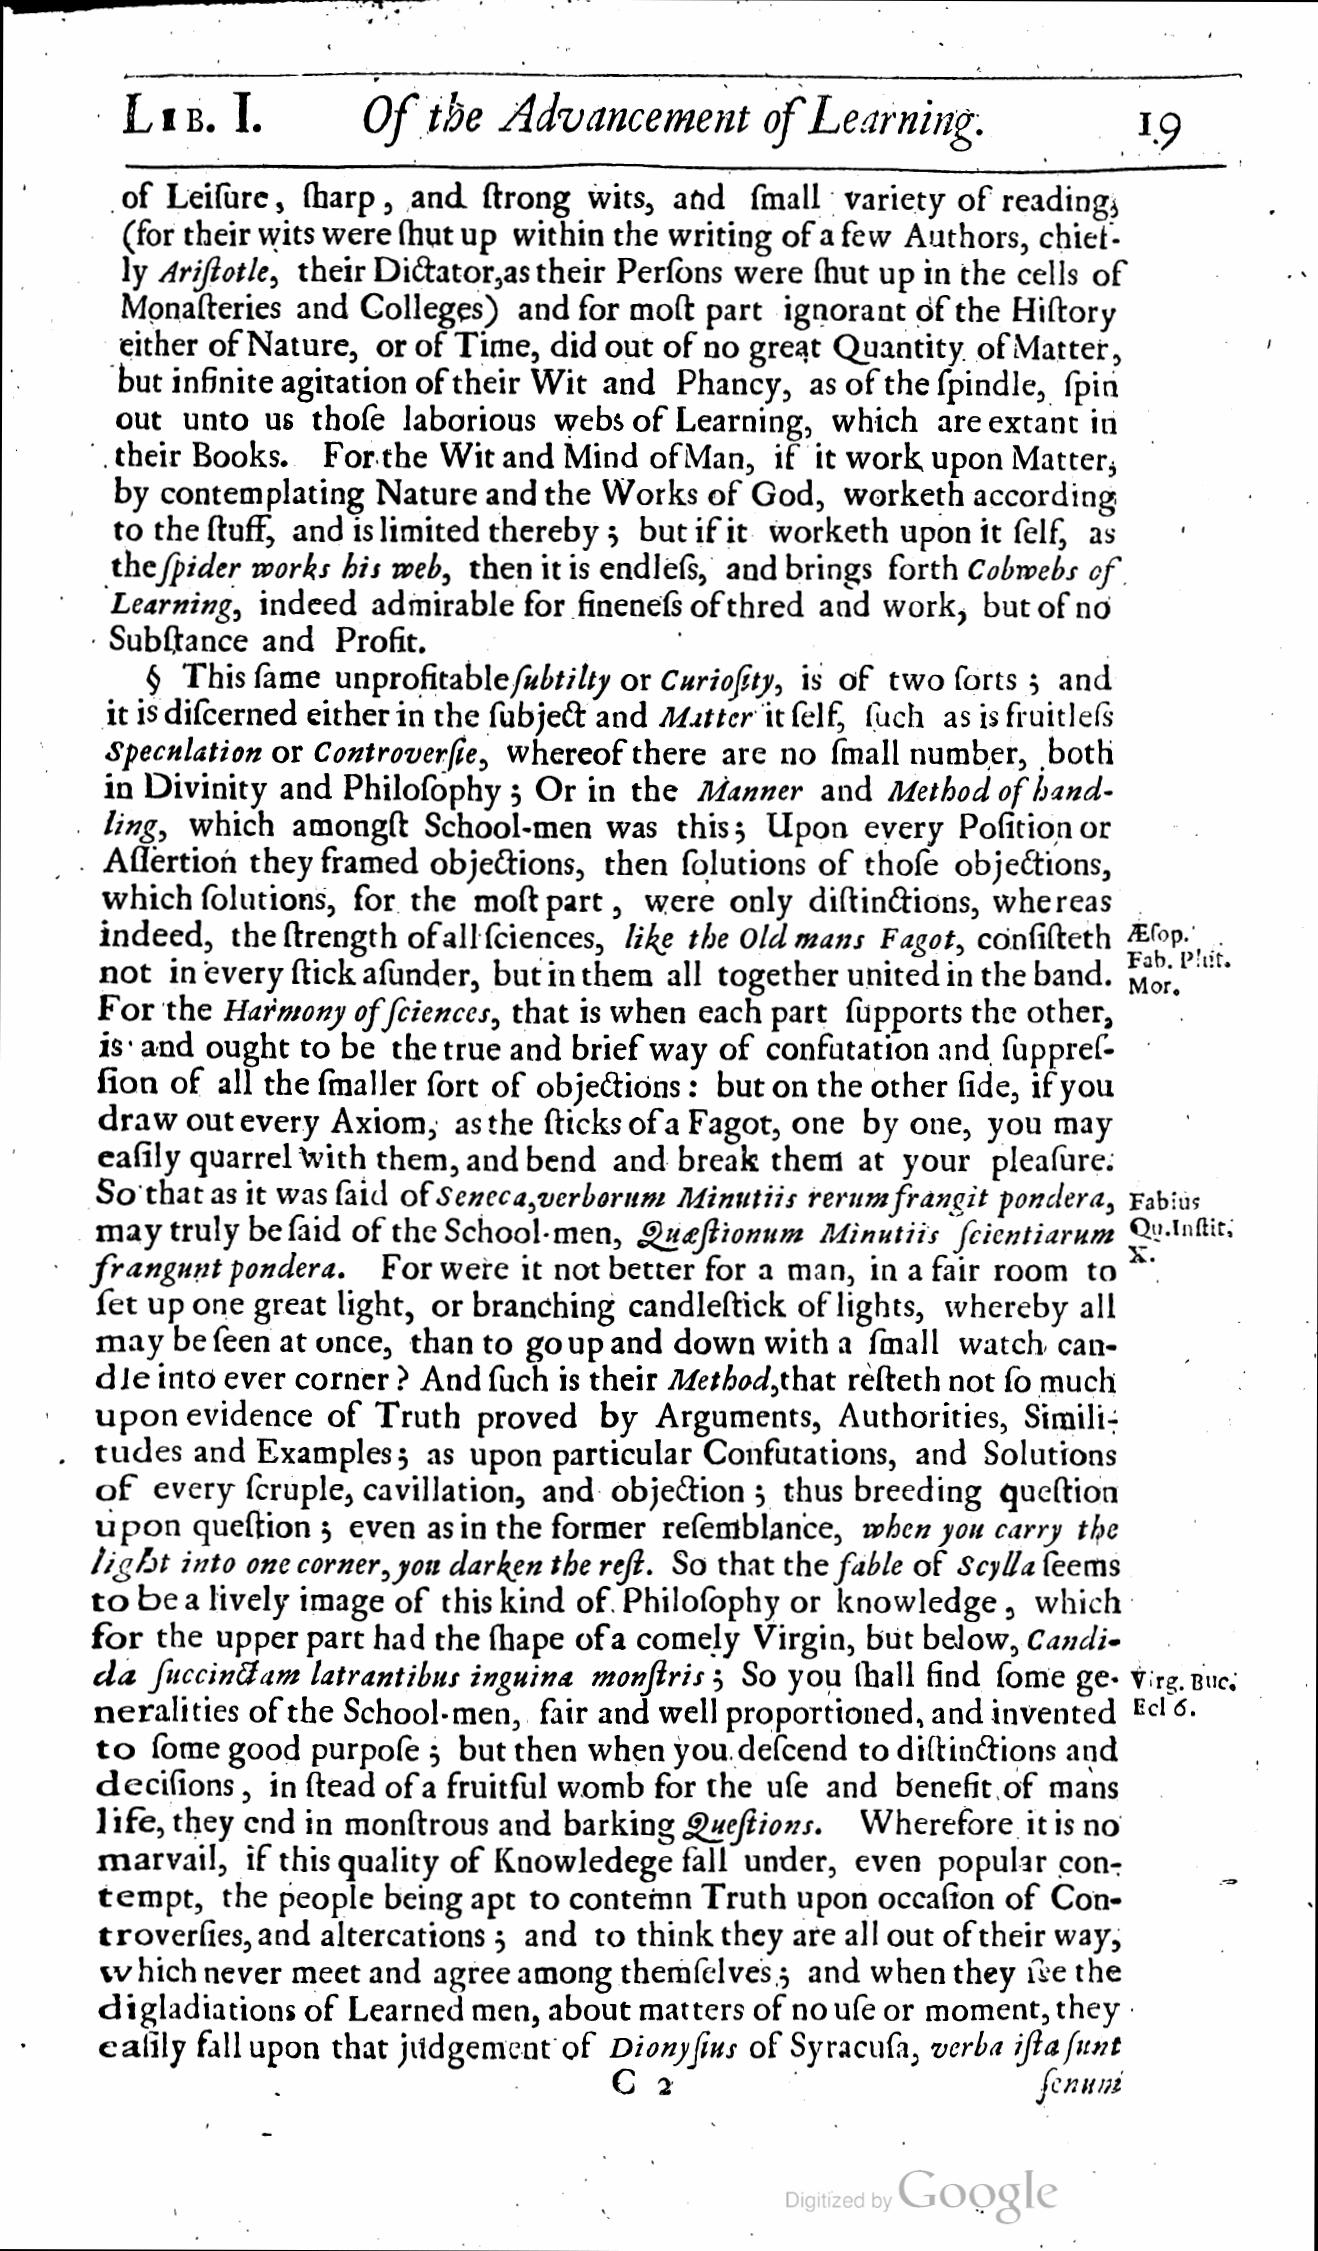 LIB. I. Of the Advancement of Learning. 19
of Leiſure, ſharp, and ſtrong wits, and ſmall variety of reading;
(for their wits were ſhut up within the writing of a few Authors, chief-
ly Ariſtotle, their Dictator, as their Perſons were ſhut up in the cells of
Monaſteries and Colleges) and for moſt part ignorant of the Hiſtory
either of Nature, or of Time, did out of no great Quantity of Matter,
but infinite agitation of their Wit and Phancy, as of the ſpindle, ſpin
out unto us thoſe laborious webs of Learning, which are extant in
their Books. For the Wit and Mind of Man, if it work upon Matter;
by contemplating Nature and the Works of God, worketh according
to the ſtuff, and is limited thereby; but if it worketh upon it ſelf, as
the ſpider works his web, then it is endleſs, and brings forth Cobwebs of
Learning, indeed admirable for fineneſs of thred and work, but of no
Subſtance and Profit.
§ This ſame unprofitable ſubtilty or Curioſity, is of two ſorts; and
it is diſcerned either in the ſubject and Matter it ſelf, ſuch as is fruitleſs
Speculation or Controverſie, whereof there are no ſmall number, both
in Divinity and Philoſophy; Or in the Manner and Method of hand-
ling, which amongſt School-men was this; Upon every Poſition or
Aſſertion they framed objections, then ſolutions of thoſe objections,
which ſolutions, for the moſt part, were only diſtinctions, whereas
indeed, the ſtrength of all ſciences, like the Old mans Fagot, conſiſteth
not in every ſtick aſunder, but in them all together united in the band.
Æſop.
Fab. Plut.
Mor.
For the Harmony of ſciences, that is when each part ſupports the other,
is and ought to be the true and brief way of confutation and ſuppreſ-
ſion of all the ſmaller ſort of objections: but on the other ſide, if you
draw out every Axiom, as the ſticks of a Fagot, one by one, you may
eaſily quarrel with them, and bend and break them at your pleaſure.
So that as it was ſaid of Seneca, verborum Minutiis rerum frangit pondera,
may truly be ſaid of the School-men, Quæſtionum Minutiis ſcientiarum
Fabius
Qu. Inſtit.
X.
frangunt pondera. For were it not better for a man, in a fair room to
ſet up one great light, or branching candleſtick of lights, whereby all
may be ſeen at once, than to go up and down with a ſmall watch can-
dle into ever corner? And ſuch is their Method, that reſteth not ſo much
upon evidence of Truth proved by Arguments, Authorities, Simili-
tudes and Examples; as upon particular Confutations, and Solutions
of every ſcruple, cavillation, and objection; thus breeding queſtion
upon queſtion; even as in the former reſemblance, when you carry the
light into one corner, you darken the reſt. So that the fable of Scylla ſeems
to be a lively image of this kind of Philoſophy or knowledge, which
for the upper part had the ſhape of a comely Virgin, but below, Candi-
da ſuccinctam latrantibus inguina monſtris; So you ſhall find ſome ge-
Virg. Buc.
Ecl 6.
neralities of the School-men, fair and well proportioned, and invented
to ſome good purpoſe; but then when you deſcend to diſtinctions and
deciſions, in ſtead of a fruitful womb for the uſe and benefit of mans
life, they end in monſtrous and barking Queſtions. Wherefore it is no
marvail, if this quality of Knowledege fall under, even popular con-
tempt, the people being apt to contemn Truth upon occaſion of Con-
troverſies, and altercations; and to think they are all out of their way,
which never meet and agree among themſelves; and when they ſee the
digladiations of Learned men, about matters of no uſe or moment, they
eaſily fall upon that judgement of Dionyſius of Syracuſa, verba iſta ſunt
C 2 ſenum
Digitized by Google